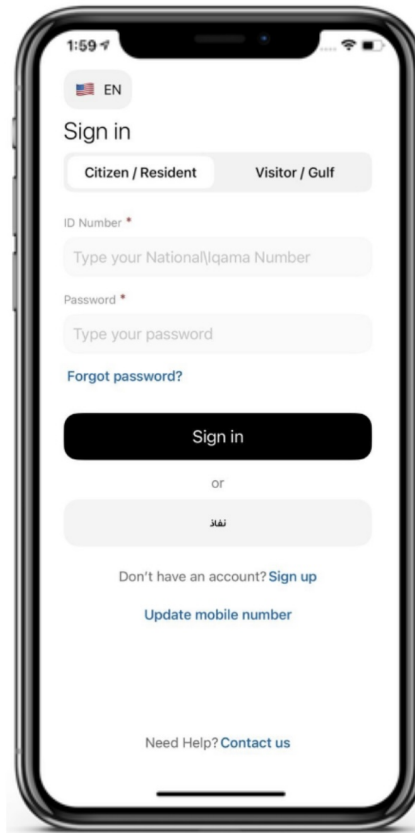 1:59
EN
Sign in
Citizen / Resident Visitor / Gulf
ID Number *
Type your National\Iqama Number
Password *
Type your password
Forgot password?
Sign in
or
نفاذ
Don't have an account? Sign up
Update mobile number
Need Help? Contact us